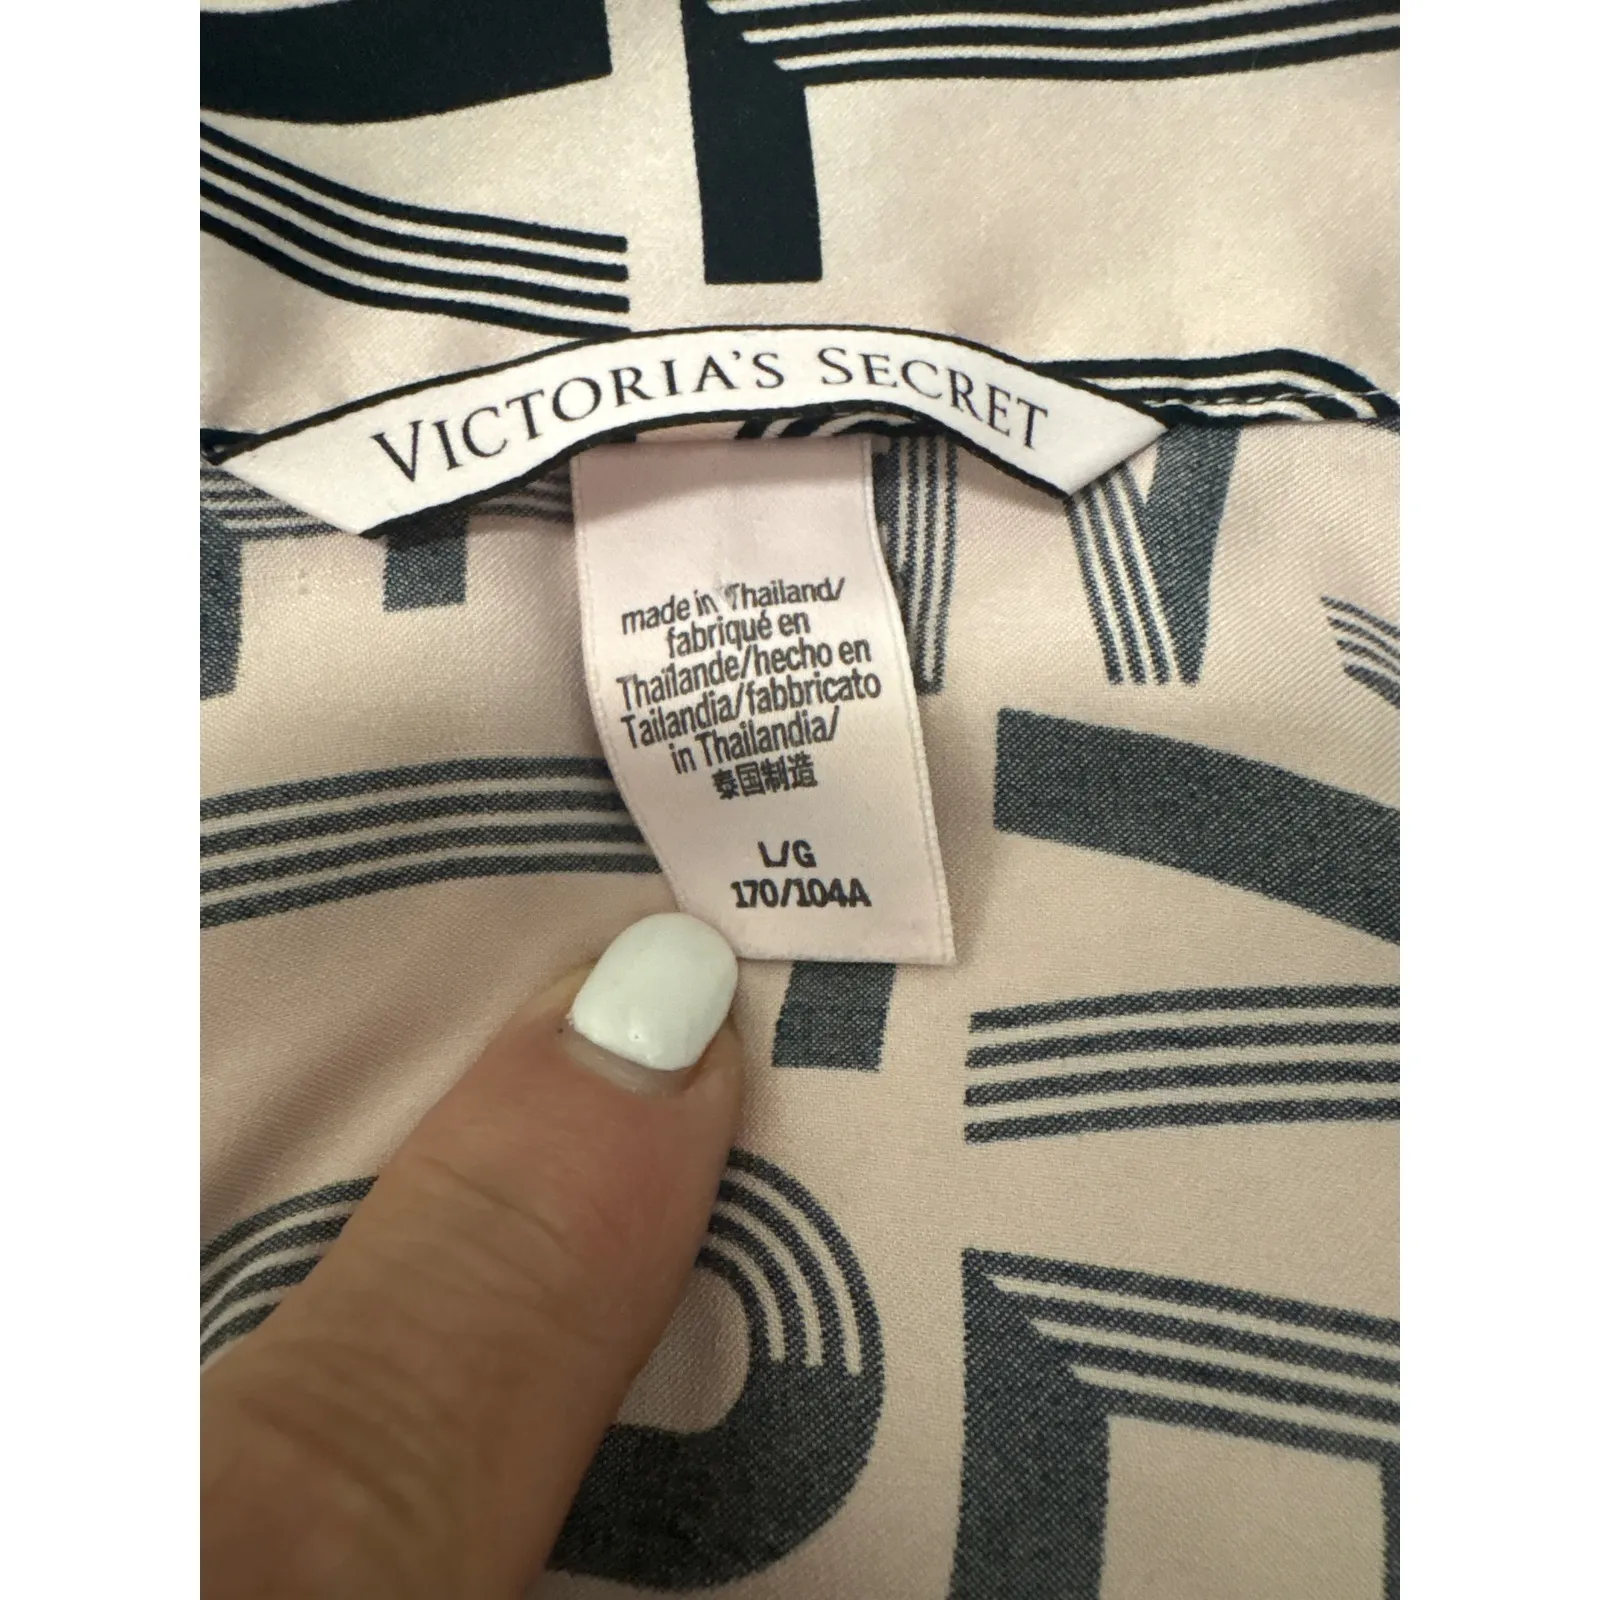 VICTORIA'S SECRET
made in Thailand/
fabriqué en
Thaïlande/hecho en
Tailandia/fabbricato
in Thailandia/
泰国制造
L/G
170/104A